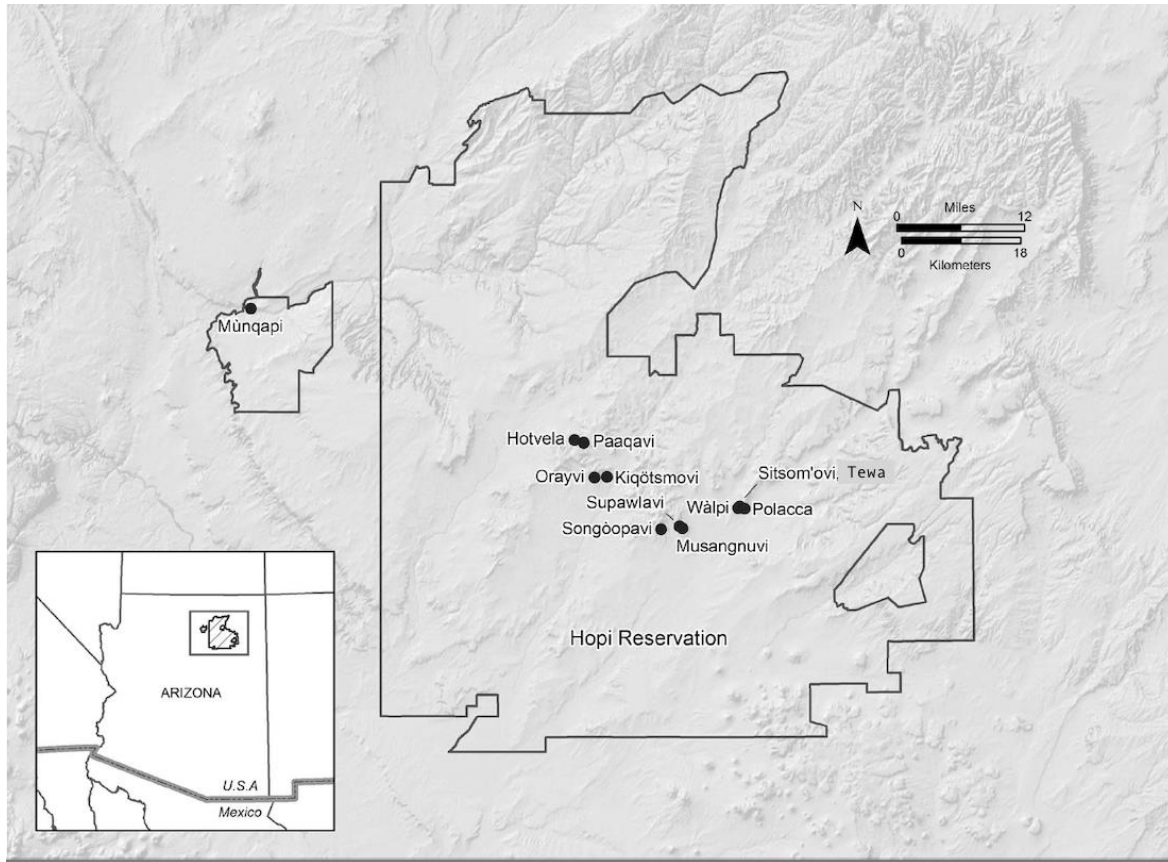 N
Miles
0 12
0 18
Kilometers
Mùnqapi
Hotvela
Paaqavi
Orayvi
Kiqötsmovi
Sitsom'ovi, Tewa
Supawlavi
Wàlpi
Polacca
Songòopavi
Musangnuvi
Hopi Reservation
ARIZONA
U.S.A
Mexico